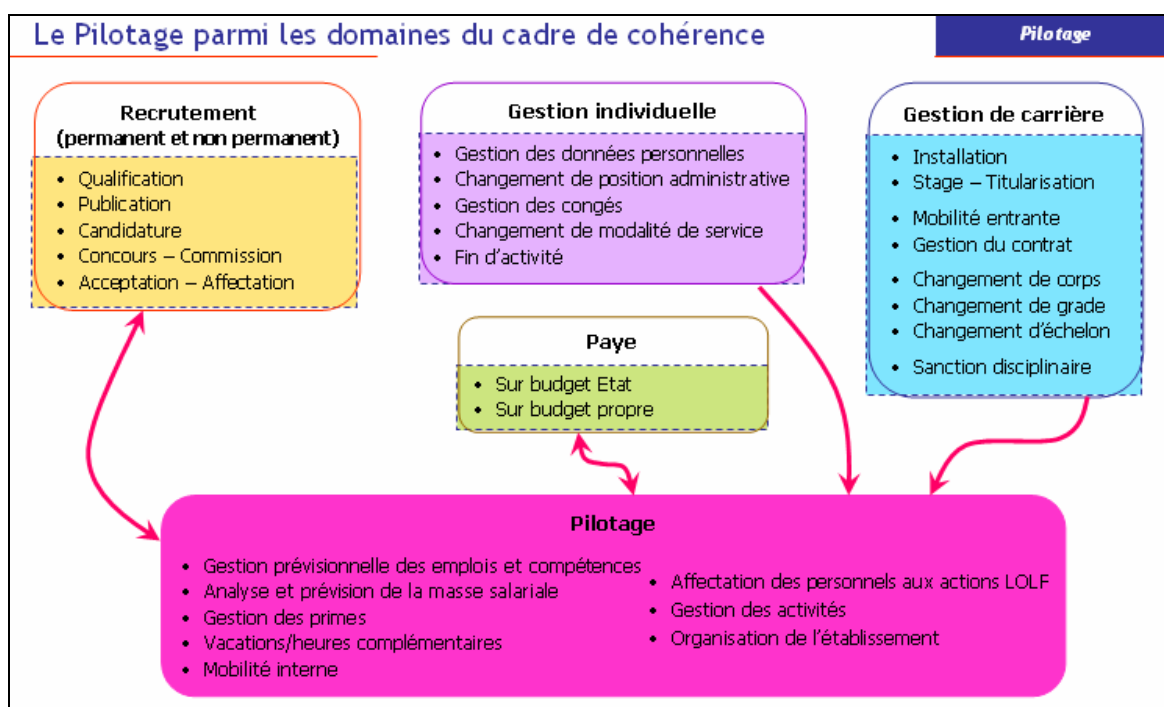 Le Pilotage parmi les domaines du cadre de cohérence
Pilotage
Recrutement
(permanent et non permanent)
• Qualification
• Publication
• Candidature
• Concours – Commission
• Acceptation – Affectation
Gestion individuelle
• Gestion des données personnelles
• Changement de position administrative
• Gestion des congés
• Changement de modalité de service
• Fin d'activité
Gestion de carrière
• Installation
• Stage – Titularisation
• Mobilité entrante
• Gestion du contrat
• Changement de corps
• Changement de grade
• Changement d'échelon
• Sanction disciplinaire
Paye
• Sur budget Etat
• Sur budget propre
Pilotage
• Gestion prévisionnelle des emplois et compétences
• Analyse et prévision de la masse salariale
• Gestion des primes
• Vacations/heures complémentaires
• Mobilité interne
• Affectation des personnels aux actions LOLF
• Gestion des activités
• Organisation de l'établissement